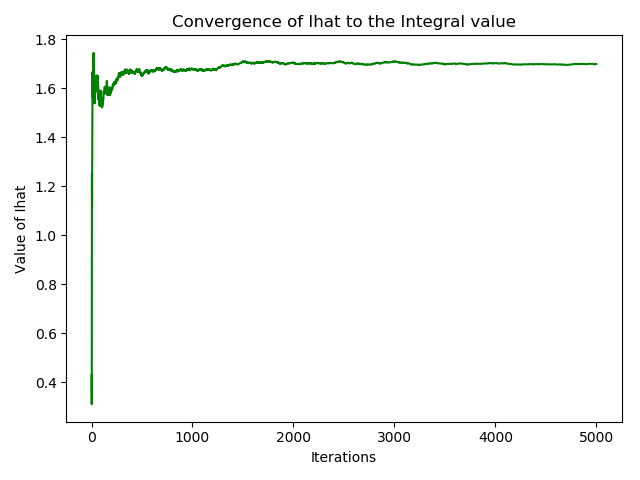 Convergence of Ihat to the Integral value
1.8
1.6
1.4
1.2
1.0
0.8
0.6
0.4
Value of Ihat
0 1000 2000 3000 4000 5000
Iterations